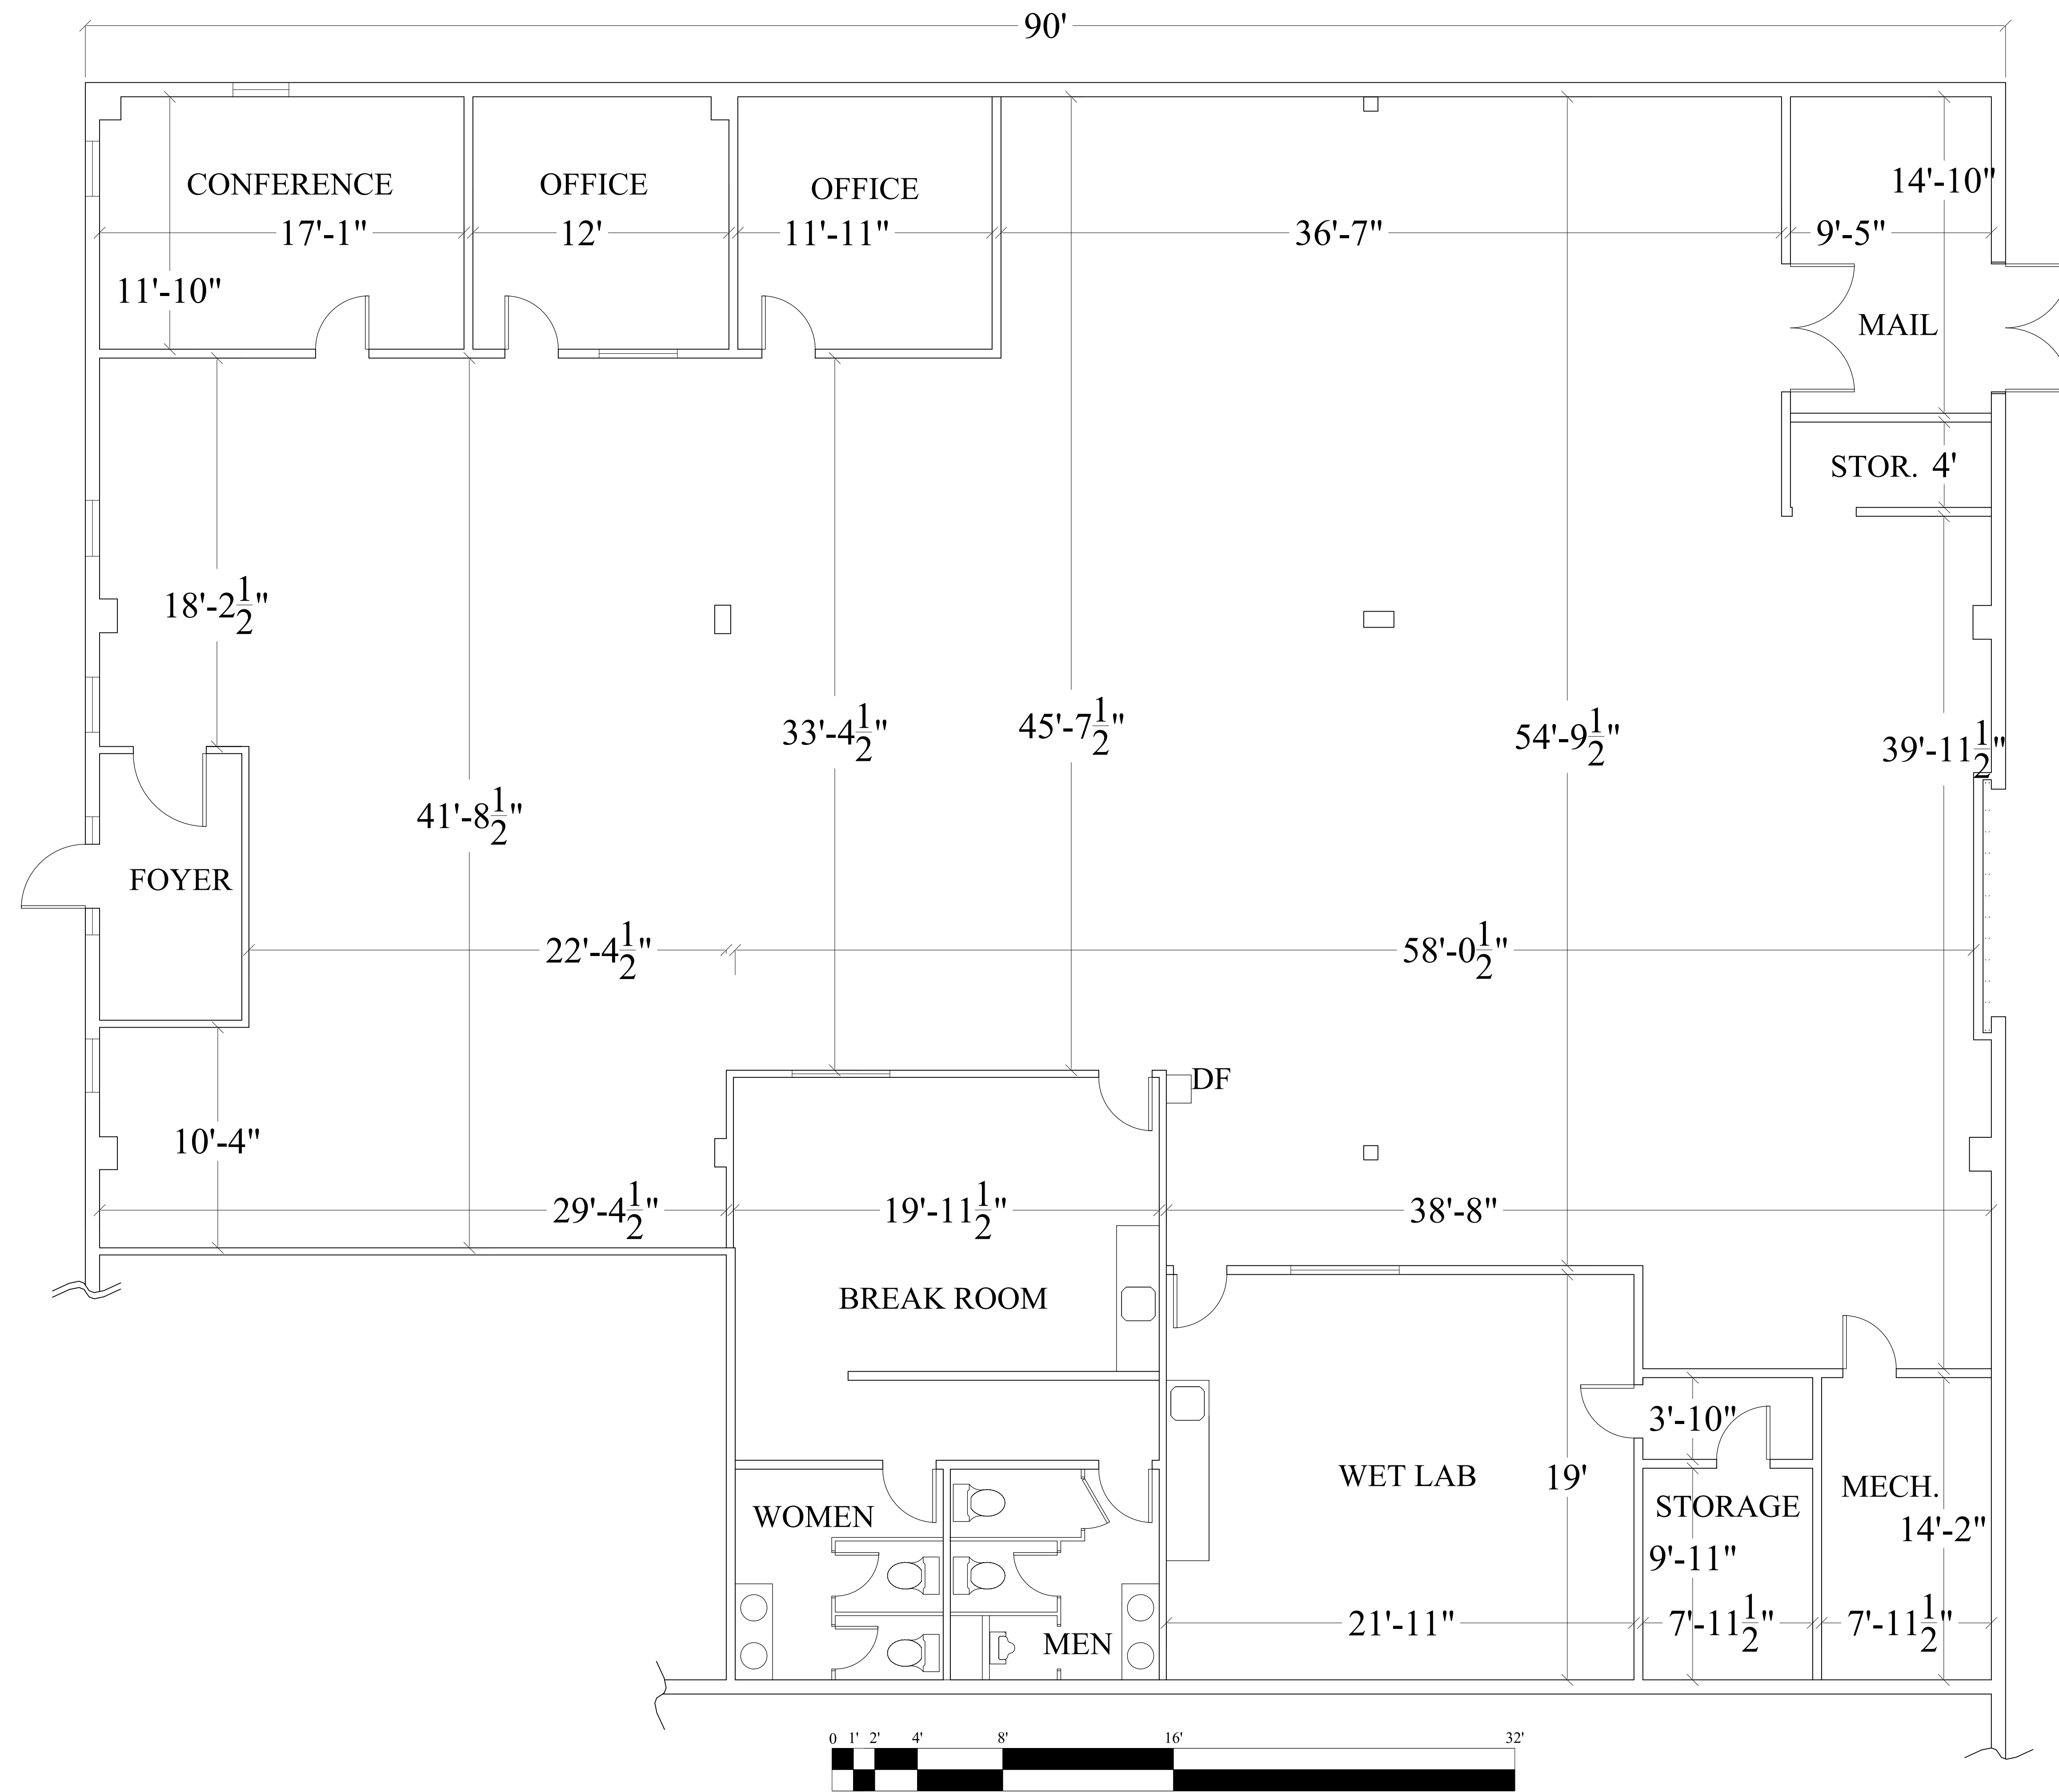 90'
CONFERENCE
OFFICE
OFFICE
14'-10"
17'-1"
12'
11'-11"
36'-7"
9'-5"
11'-10"
MAIL
STOR. 4'
18'-2 1/2"
33'-4 1/2"
45'-7 1/2"
54'-9 1/2"
39'-11 1/2"
41'-8 1/2"
FOYER
22'-4 1/2"
58'-0 1/2"
DF
10'-4"
29'-4 1/2"
19'-11 1/2"
38'-8"
BREAK ROOM
3'-10"
WET LAB
19'
MECH.
STORAGE
WOMEN
14'-2"
9'-11"
21'-11"
7'-11 1/2"
7'-11 1/2"
MEN
0 1' 2' 4' 8' 16' 32'